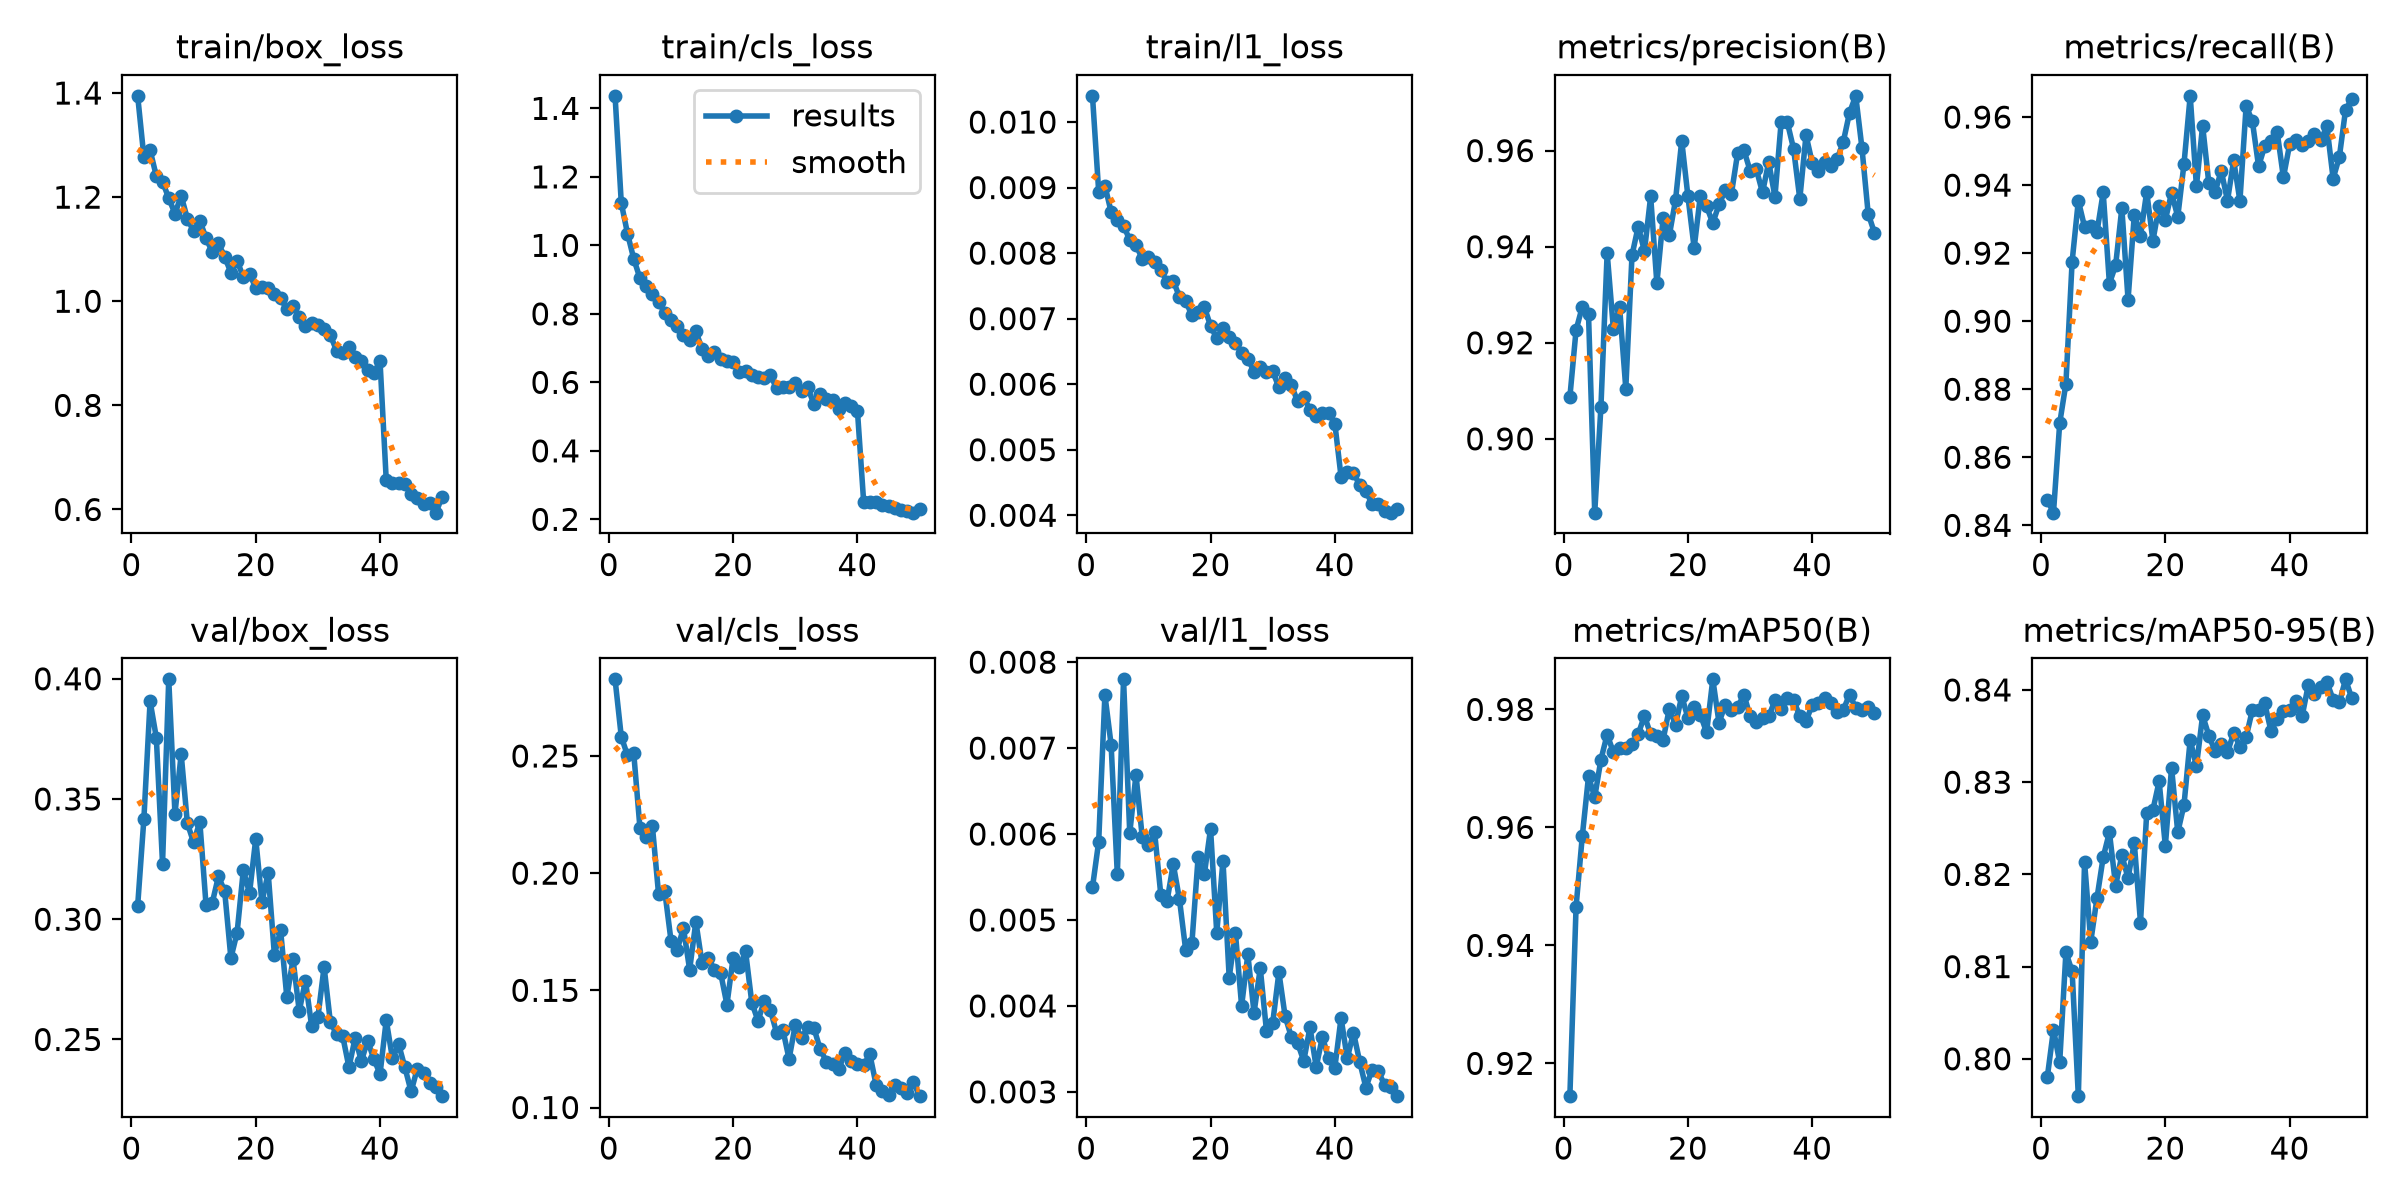 train/box_loss
1.4
1.2
1.0
0.8
0.6
0 20 40
train/cls_loss
results
smooth
1.4
1.2
1.0
0.8
0.6
0.4
0.2
0 20 40
train/l1_loss
0.010
0.009
0.008
0.007
0.006
0.005
0.004
0 20 40
metrics/precision(B)
0.96
0.94
0.92
0.90
0 20 40
metrics/recall(B)
0.96
0.94
0.92
0.90
0.88
0.86
0.84
0 20 40
val/box_loss
0.40
0.35
0.30
0.25
0 20 40
val/cls_loss
0.25
0.20
0.15
0.10
0 20 40
val/l1_loss
0.008
0.007
0.006
0.005
0.004
0.003
0 20 40
metrics/mAP50(B)
0.98
0.96
0.94
0.92
0 20 40
metrics/mAP50-95(B)
0.84
0.83
0.82
0.81
0.80
0 20 40